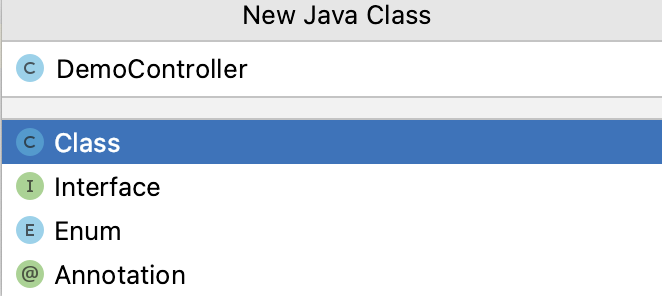 New Java Class
C DemoController
C Class
I Interface
E Enum
@ Annotation